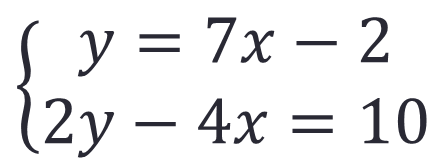 y = 7x − 2
2y − 4x = 10